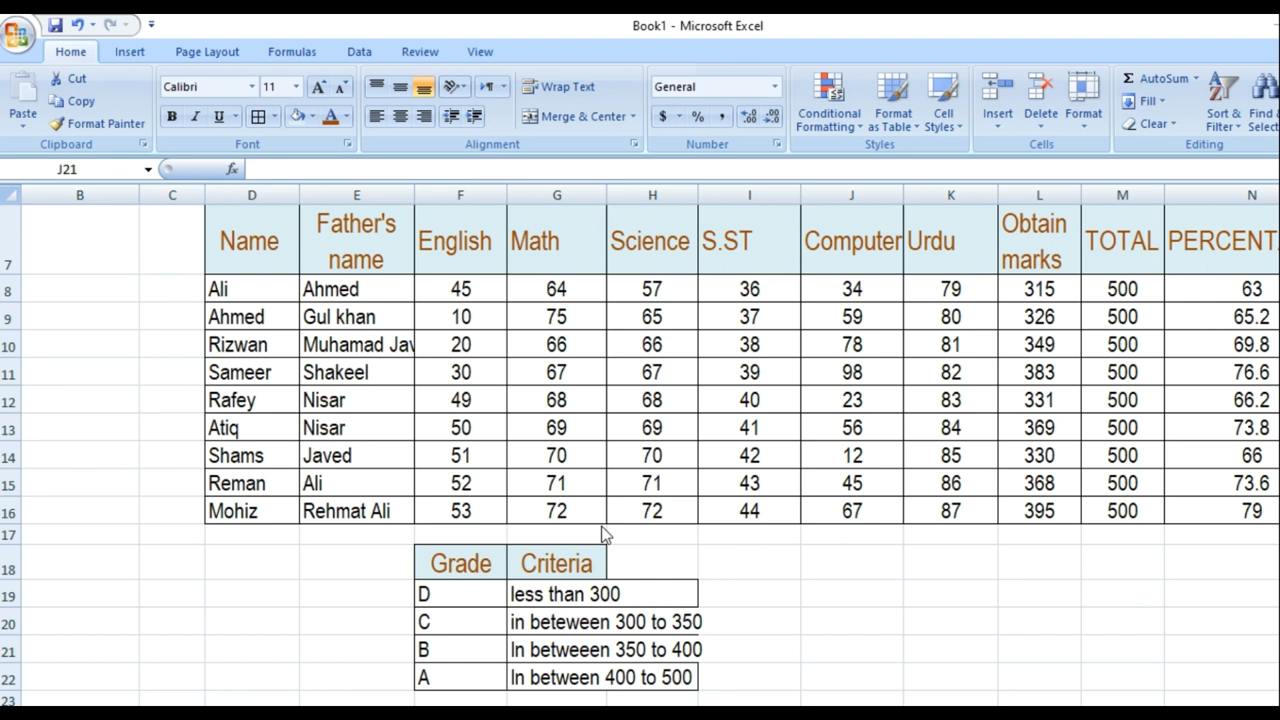 Book1 - Microsoft Excel
Home Insert Page Layout Formulas Data Review View
Cut
Copy
Format Painter
Paste
Clipboard
Calibri 11
B I U
Font
Wrap Text
Merge & Center
Alignment
General
$ % ,
Number
Conditional Formatting
Format as Table
Cell Styles
Styles
Insert Delete Format
Cells
AutoSum
Fill
Clear
Sort & Filter
Find & Selec
Editing
J21 fx
B C D E F G H I J K L M N
7 Name Father's name English Math Science S.ST Computer Urdu Obtain marks TOTAL PERCENT
8 Ali Ahmed 45 64 57 36 34 79 315 500 63
9 Ahmed Gul khan 10 75 65 37 59 80 326 500 65.2
10 Rizwan Muhamad Jav 20 66 66 38 78 81 349 500 69.8
11 Sameer Shakeel 30 67 67 39 98 82 383 500 76.6
12 Rafey Nisar 49 68 68 40 23 83 331 500 66.2
13 Atiq Nisar 50 69 69 41 56 84 369 500 73.8
14 Shams Javed 51 70 70 42 12 85 330 500 66
15 Reman Ali 52 71 71 43 45 86 368 500 73.6
16 Mohiz Rehmat Ali 53 72 72 44 67 87 395 500 79
17
18 Grade Criteria
19 D less than 300
20 C in beteween 300 to 350
21 B In betweeen 350 to 400
22 A In between 400 to 500
23